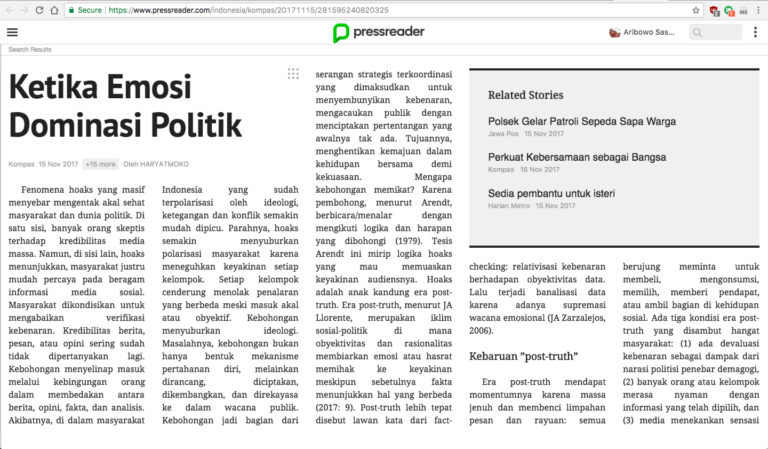 Secure https://www.pressreader.com/indonesia/kompas/20171115/281595240820325
pressreader
Aribowo Sas...
Search Results
Ketika Emosi
Dominasi Politik
Kompas 15 Nov 2017 +15 more Oleh HARYATMOKO
Fenomena hoaks yang masif
menyebar mengentak akal sehat
masyarakat dan dunia politik. Di
satu sisi, banyak orang skeptis
terhadap kredibilitas media
massa. Namun, di sisi lain, hoaks
menunjukkan, masyarakat justru
mudah percaya pada beragam
informasi media sosial.
Masyarakat dikondisikan untuk
mengabaikan verifikasi
kebenaran. Kredibilitas berita,
pesan, atau opini sering sudah
tidak dipertanyakan lagi.
Kebohongan menyelinap masuk
melalui kebingungan orang
dalam membedakan antara
berita, opini, fakta, dan analisis.
Akibatnya, di dalam masyarakat
Indonesia yang sudah
terpolarisasi oleh ideologi,
ketegangan dan konflik semakin
mudah dipicu. Parahnya, hoaks
semakin menyuburkan
polarisasi masyarakat karena
meneguhkan keyakinan setiap
kelompok. Setiap kelompok
cenderung menolak penalaran
yang berbeda meski masuk akal
atau obyektif. Kebohongan
menyuburkan ideologi.
Masalahnya, kebohongan bukan
hanya bentuk mekanisme
pertahanan diri, melainkan
dirancang, diciptakan,
dikembangkan, dan direkayasa
ke dalam wacana publik.
Kebohongan jadi bagian dari
serangan strategis terkoordinasi
yang dimaksudkan untuk
menyembunyikan kebenaran,
mengacaukan publik dengan
menciptakan pertentangan yang
awalnya tak ada. Tujuannya,
menghentikan kemajuan dalam
kehidupan bersama demi
kekuasaan. Mengapa
kebohongan memikat? Karena
pembohong, menurut Arendt,
berbicara/menalar dengan
mengikuti logika dan harapan
yang dibohongi (1979). Tesis
Arendt ini mirip logika hoaks
yang mau memuaskan
keyakinan audiensnya. Hoaks
adalah anak kandung era post-
truth. Era post-truth, menurut JA
Llorente, merupakan iklim
sosial-politik di mana
obyektivitas dan rasionalitas
membiarkan emosi atau hasrat
memihak ke keyakinan
meskipun sebetulnya fakta
menunjukkan hal yang berbeda
(2017: 9). Post-truth lebih tepat
disebut lawan kata dari fact-
Related Stories
Polsek Gelar Patroli Sepeda Sapa Warga
Jawa Pos 15 Nov 2017
Perkuat Kebersamaan sebagai Bangsa
Kompas 16 Nov 2017
Sedia pembantu untuk isteri
Harian Metro 15 Nov 2017
checking: relativisasi kebenaran
berhadapan obyektivitas data.
Lalu terjadi banalisasi data
karena adanya supremasi
wacana emosional (JA Zarzalejos,
2006).
Kebaruan ”post-truth”
Era post-truth mendapat
momentumnya karena massa
jenuh dan membenci limpahan
pesan dan rayuan: semua
berujung meminta untuk
membeli, mengonsumsi,
memilih, memberi pendapat,
atau ambil bagian di kehidupan
sosial. Ada tiga kondisi era post-
truth yang disambut hangat
masyarakat: (1) ada devaluasi
kebenaran sebagai dampak dari
narasi politisi penebar demagogi,
(2) banyak orang atau kelompok
merasa nyaman dengan
informasi yang telah dipilih, dan
(3) media menekankan sensasi